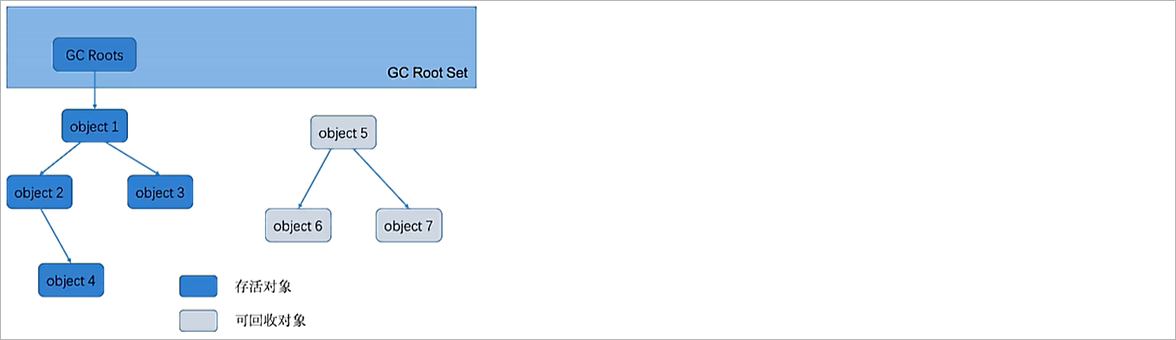 GC Roots
GC Root Set
object 1
object 5
object 2
object 3
object 6
object 7
object 4
存活对象
可回收对象